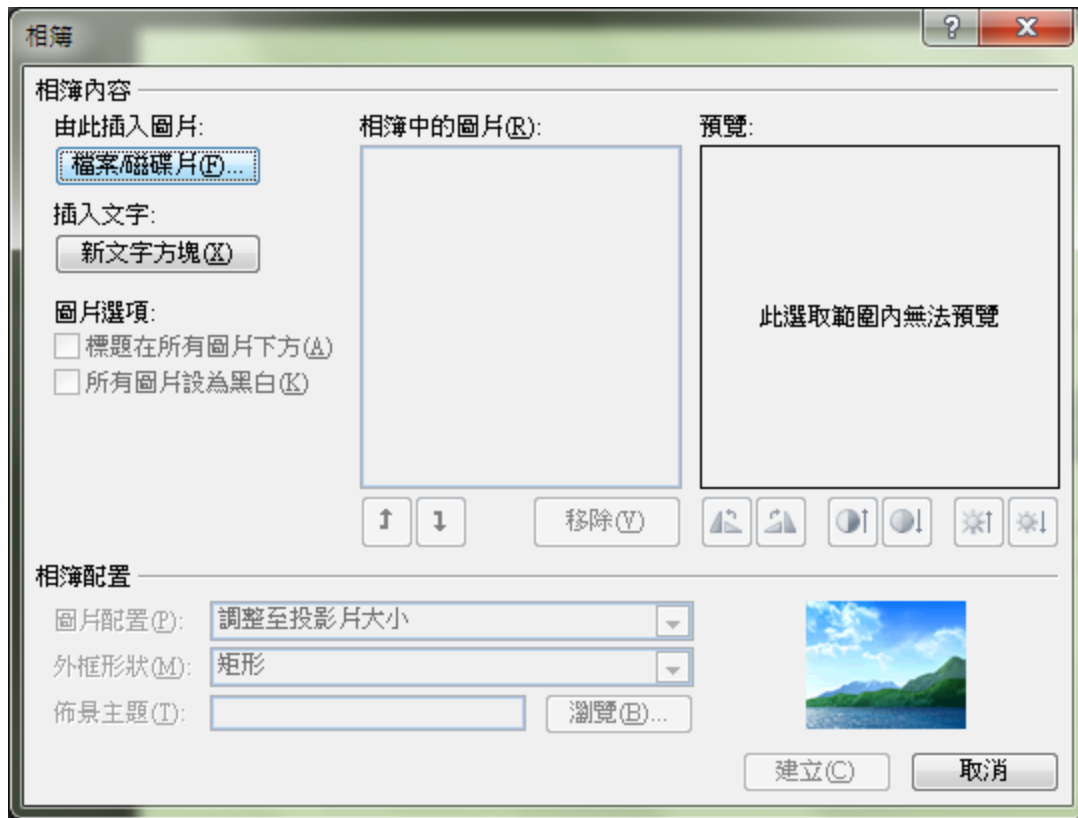 相簿
相簿內容
由此插入圖片:
檔案/磁碟片(F)...
插入文字:
新文字方塊(X)
圖片選項:
標題在所有圖片下方(A)
所有圖片設為黑白(K)
相簿中的圖片(R):
移除(V)
預覽:
此選取範圍內無法預覽
相簿配置
圖片配置(P): 調整至投影片大小
外框形狀(M): 矩形
佈景主題(T): 瀏覽(B)...
建立(C) 取消